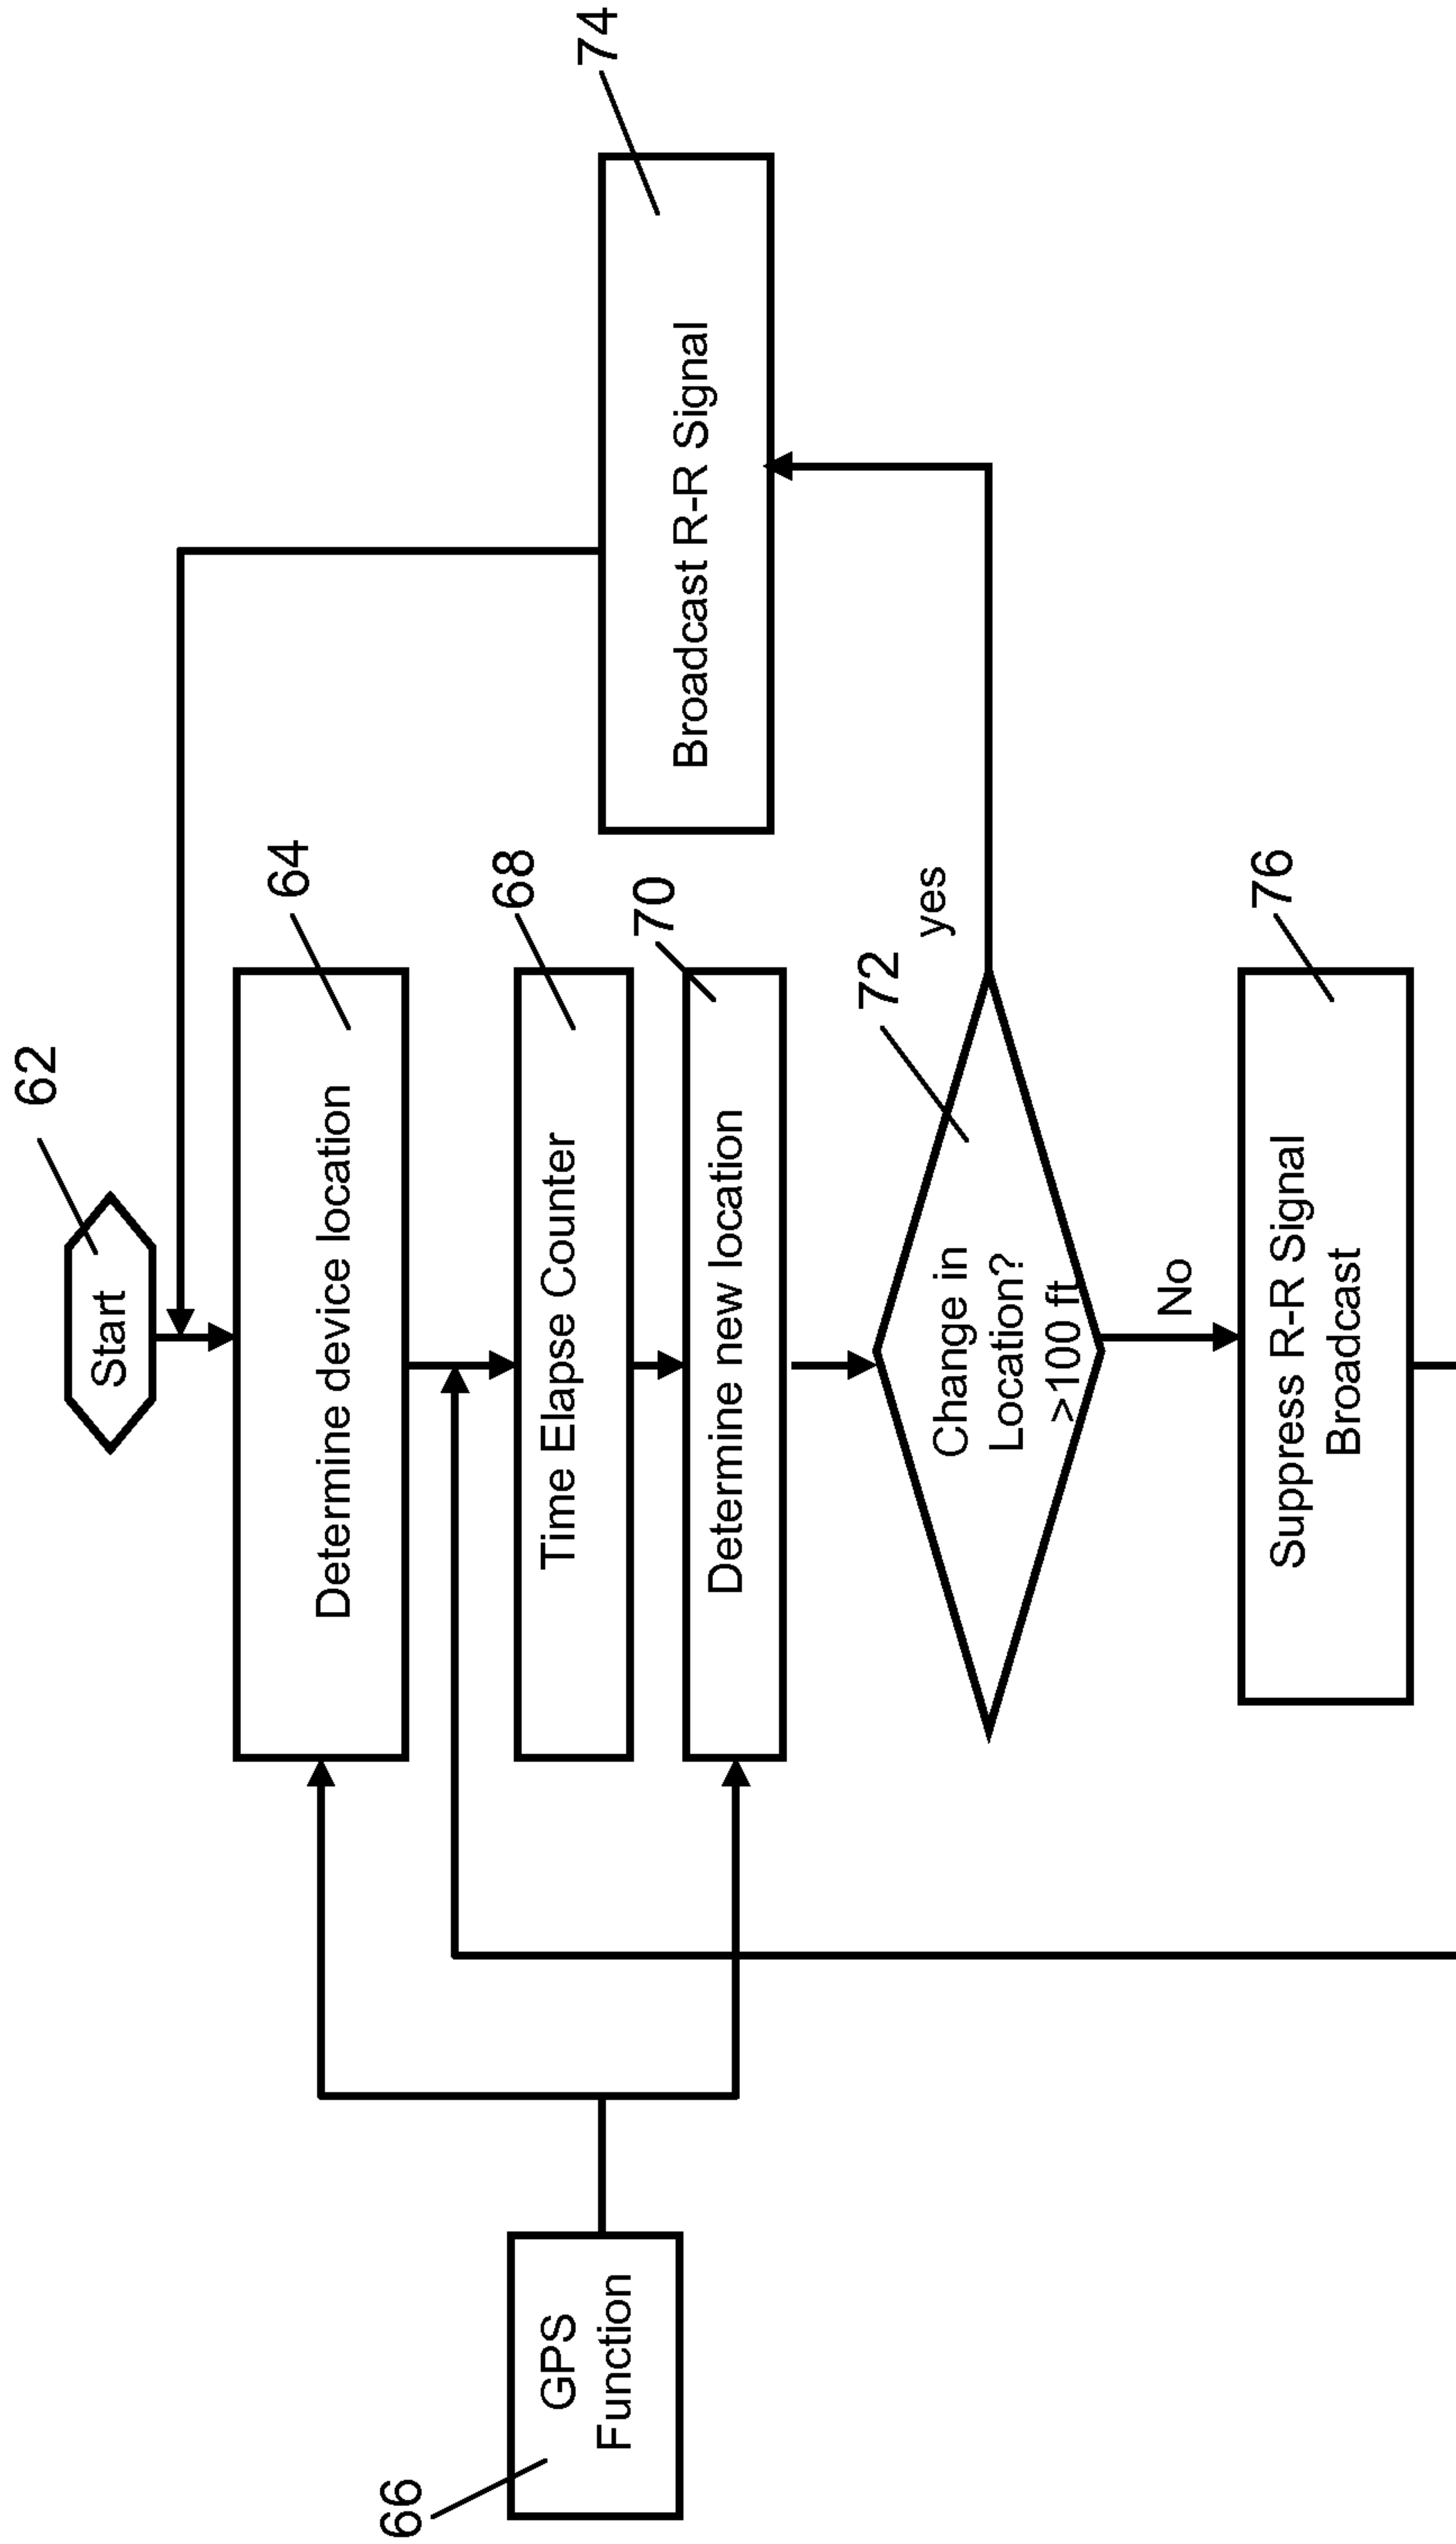 62
Start
64
Determine device location
74
66
GPS
Function
68
Time Elapse Counter
Broadcast R-R Signal
70
Determine new location
72
Change in
Location?
>100 ft
yes
No
76
Suppress R-R Signal
Broadcast